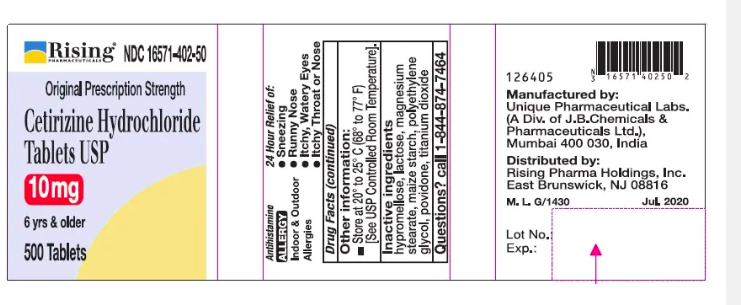 Rising®
PHARMACEUTICALS
NDC 16571-402-50
Original Prescription Strength
Cetirizine Hydrochloride
Tablets USP
10mg
6 yrs & older
500 Tablets
Antihistamine
ALLERGY
Indoor & Outdoor
Allergies
24 Hour Relief of:
● Sneezing
● Runny Nose
● Itchy, Watery Eyes
● Itchy Throat or Nose
Drug Facts (continued)
Other information:
■ Store at 20° to 25° C (68° to 77° F)
[See USP Controlled Room Temperature].
Inactive ingredients
hypromellose, lactose, magnesium
stearate, maize starch, polyethylene
glycol, povidone, titanium dioxide
Questions? call 1-844-874-7464
126405
N
3 16571 40250 2
Manufactured by:
Unique Pharmaceutical Labs.
(A Div. of J.B.Chemicals &
Pharmaceuticals Ltd.),
Mumbai 400 030, India
Distributed by:
Rising Pharma Holdings, Inc.
East Brunswick, NJ 08816
M. L. G/1430 Jul, 2020
Lot No.:
Exp.: